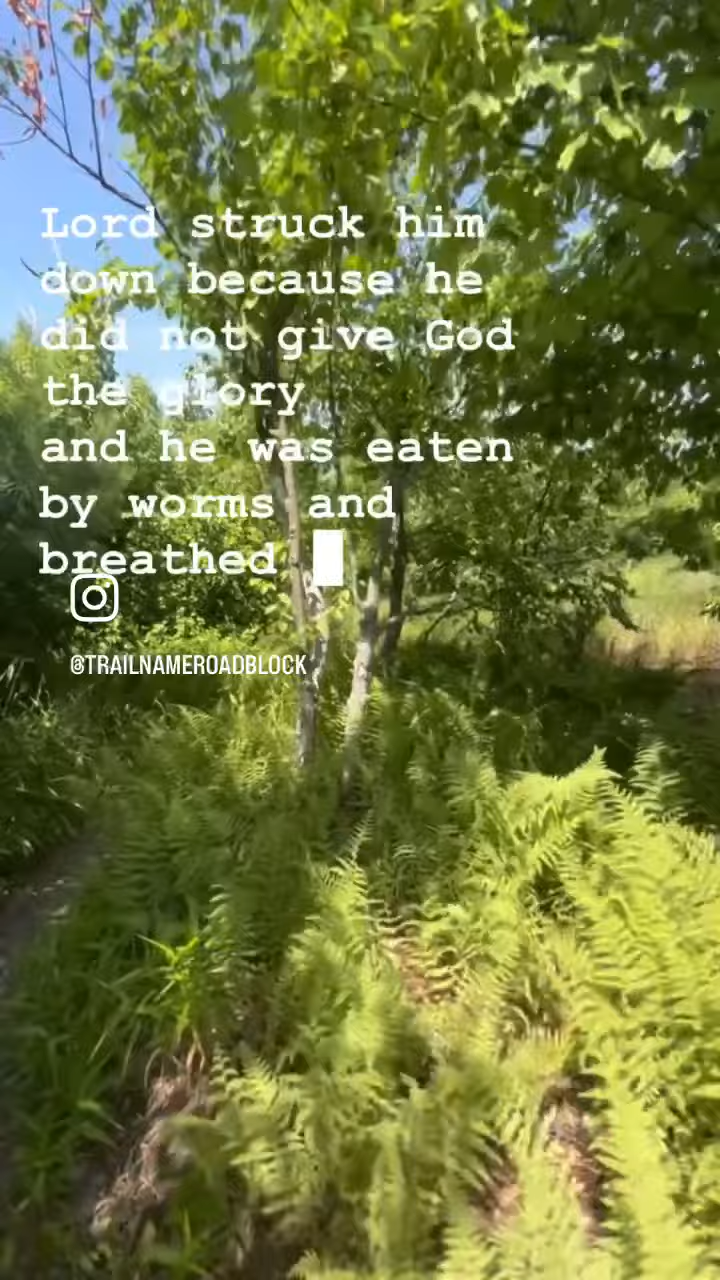 Lord struck him
down because he
did not give God
the glory
and he was eaten
by worms and
breathed
@TRAILNAMEROADBLOCK